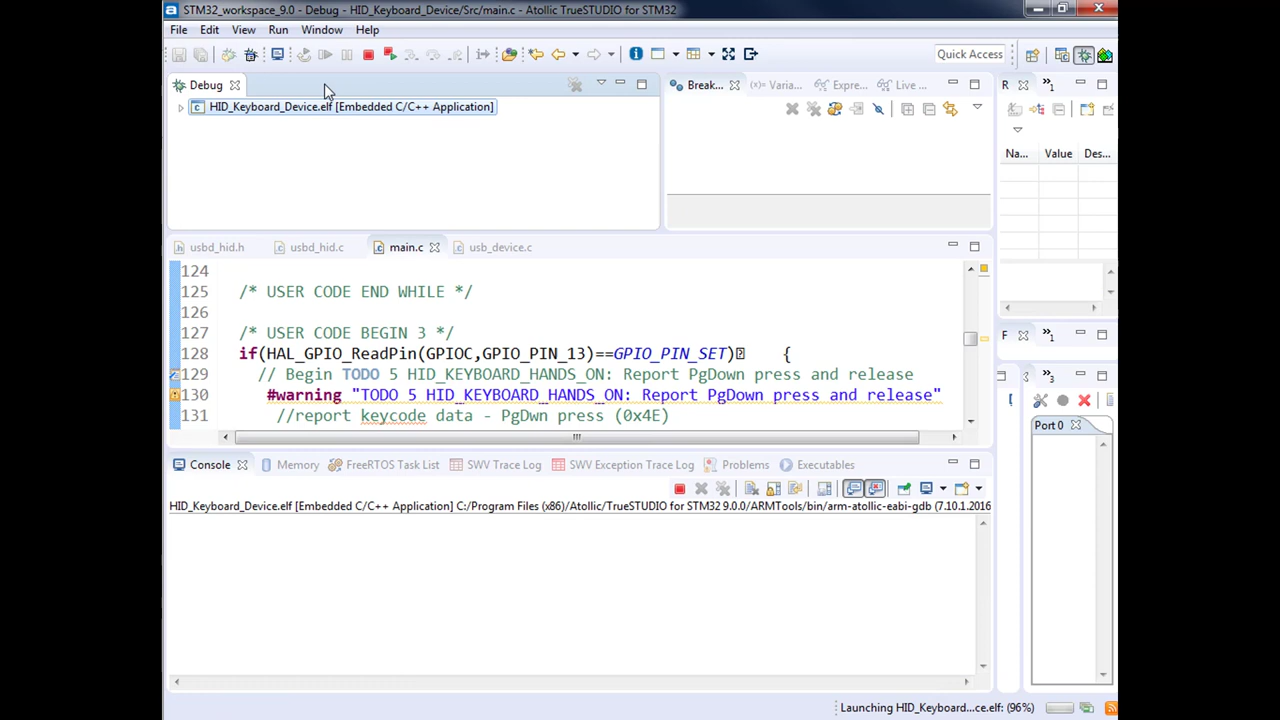 STM32_workspace_9.0 - Debug - HID_Keyboard_Device/Src/main.c - Atollic TrueSTUDIO for STM32
File Edit View Run Window Help
Quick Access
Debug
HID_Keyboard_Device.elf [Embedded C/C++ Application]
Break... (x)= Varia... Expre... Live ...
R
1
Na... Value Des...
usbd_hid.h usbd_hid.c main.c usb_device.c
124
125 /* USER CODE END WHILE */
126
127 /* USER CODE BEGIN 3 */
128 if(HAL_GPIO_ReadPin(GPIOC,GPIO_PIN_13)==GPIO_PIN_SET) {
129 // Begin TODO 5 HID_KEYBOARD_HANDS_ON: Report PgDown press and release
130 #warning "TODO 5 HID_KEYBOARD_HANDS_ON: Report PgDown press and release"
131 //report keycode data - PgDwn press (0x4E)
F
1
3
Port 0
Console Memory FreeRTOS Task List SWV Trace Log SWV Exception Trace Log Problems Executables
HID_Keyboard_Device.elf [Embedded C/C++ Application] C:/Program Files (x86)/Atollic/TrueSTUDIO for STM32 9.0.0/ARMTools/bin/arm-atollic-eabi-gdb (7.10.1.2016
Launching HID_Keyboard...ce.elf: (96%)